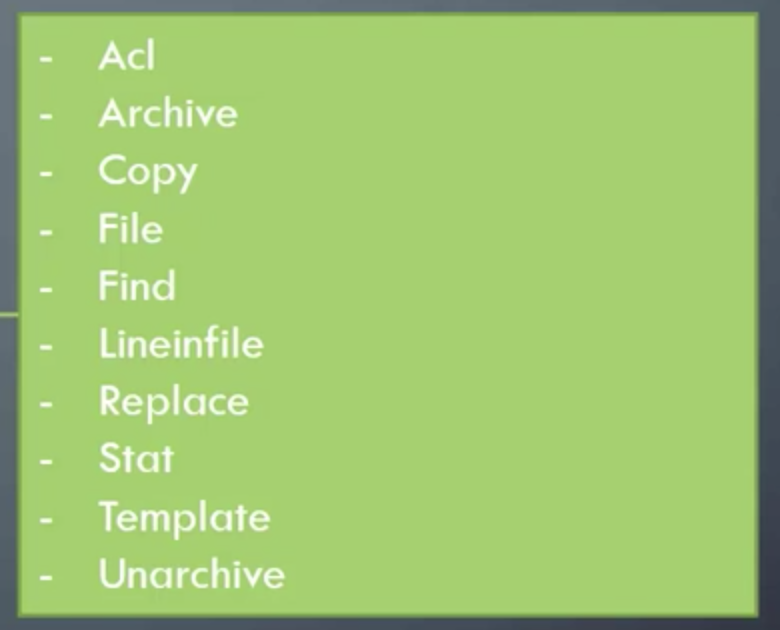 - Acl
- Archive
- Copy
- File
- Find
- Lineinfile
- Replace
- Stat
- Template
- Unarchive